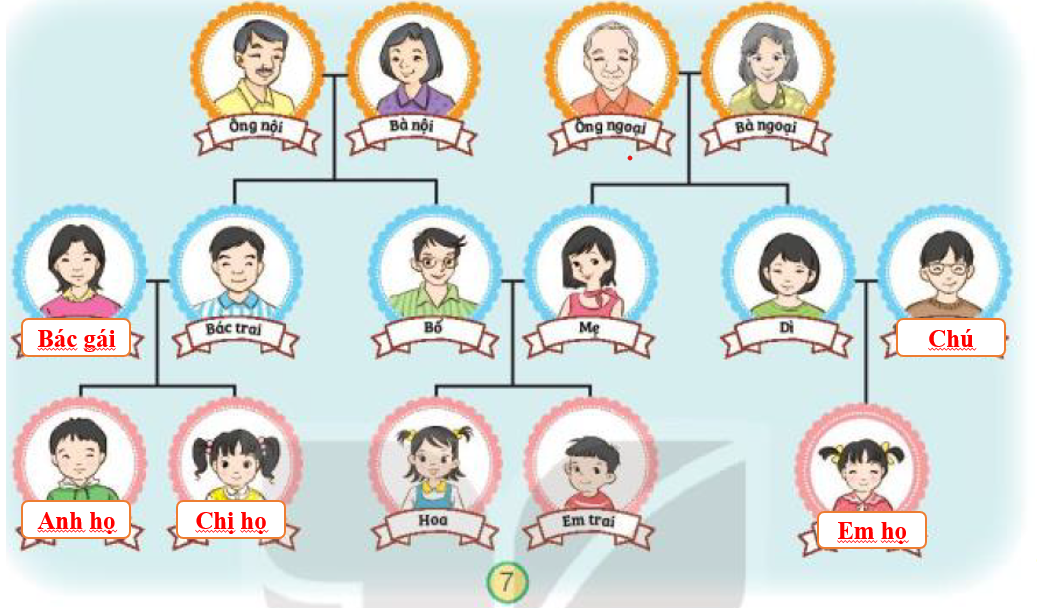 Ông nội
Bà nội
Ông ngoại
Bà ngoại
Bác gái
Bác trai
Bố
Mẹ
Dì
Chú
Anh họ
Chị họ
Hoa
Em trai
Em họ
7